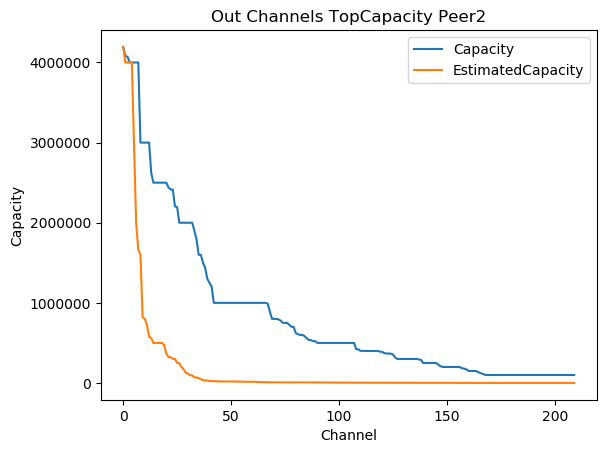 Out Channels TopCapacity Peer2
Capacity
EstimatedCapacity
4000000
3000000
2000000
1000000
0
Capacity
0 50 100 150 200
Channel